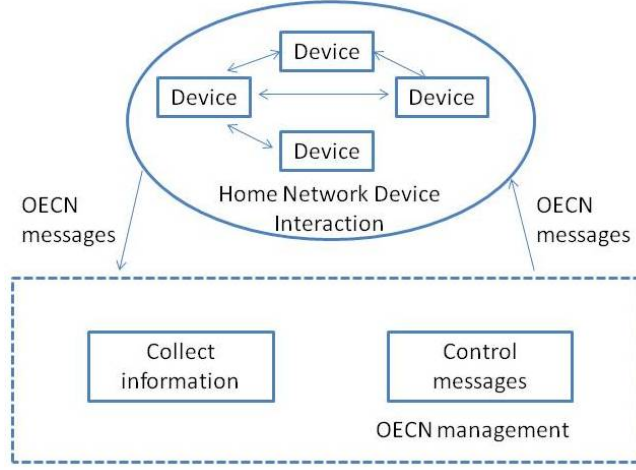 Device
Device
Device
Device
Home Network Device
Interaction
OECN
messages
OECN
messages
Collect
information
Control
messages
OECN management